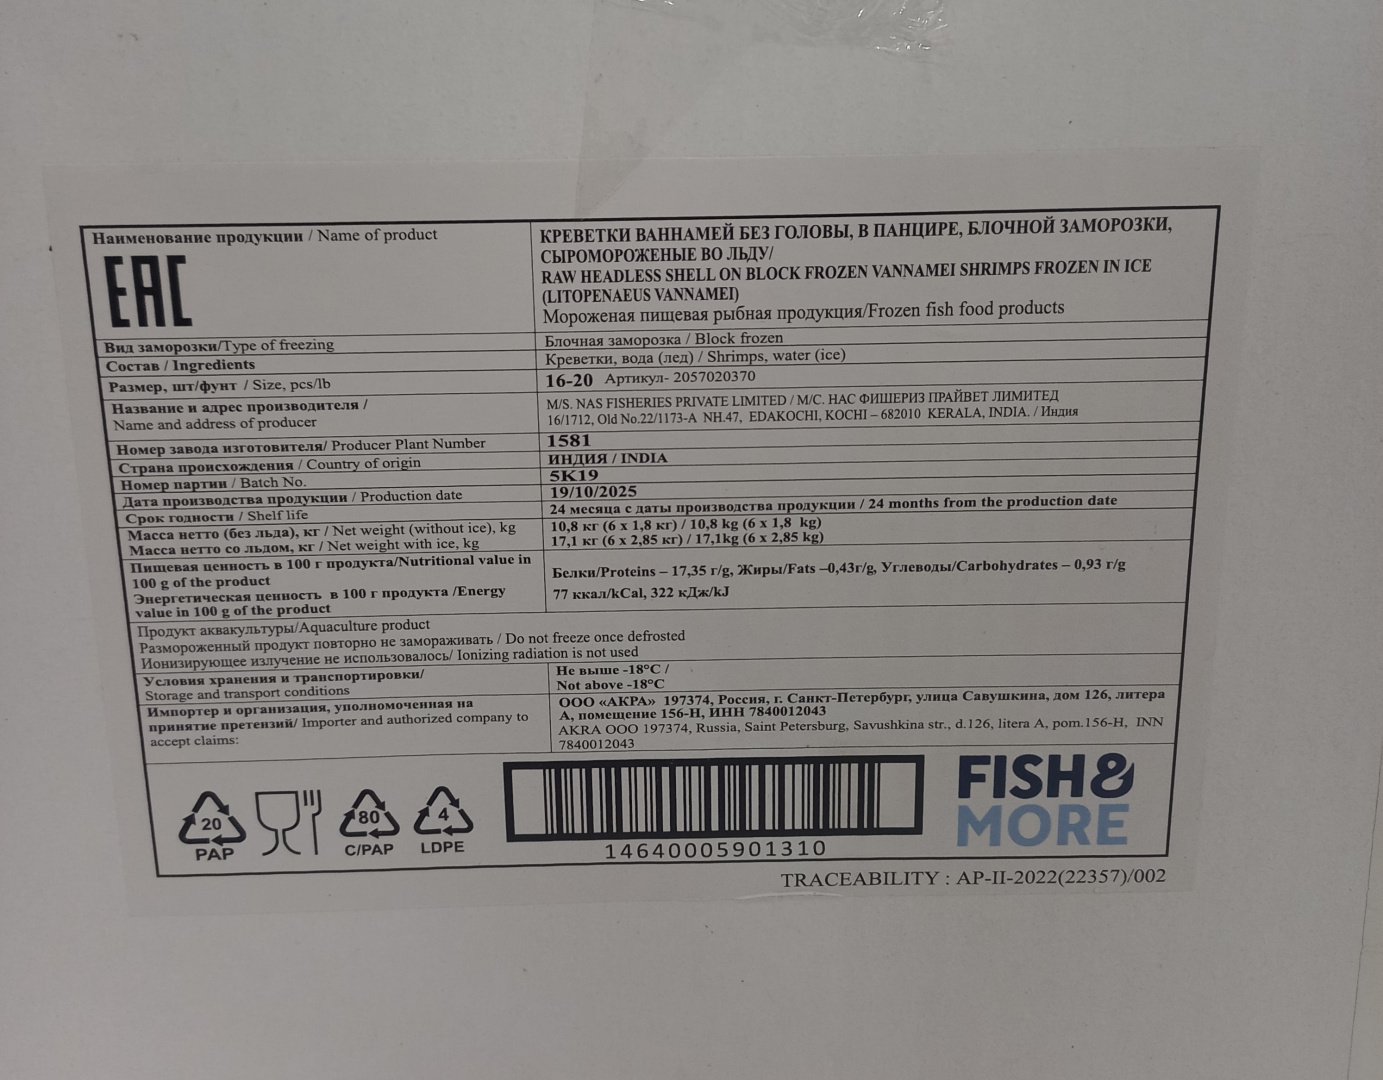 Наименование продукции / Name of product
EAC
КРЕВЕТКИ ВАННАМЕЙ БЕЗ ГОЛОВЫ, В ПАНЦИРЕ, БЛОЧНОЙ ЗАМОРОЗКИ,
СЫРОМОРОЖЕНЫЕ ВО ЛЬДУ/
RAW HEADLESS SHELL ON BLOCK FROZEN VANNAMEI SHRIMPS FROZEN IN ICE
(LITOPENAEUS VANNAMEI)
Мороженая пищевая рыбная продукция/Frozen fish food products
Вид заморозки/Type of freezing
Блочная заморозка / Block frozen
Состав / Ingredients
Креветки, вода (лед) / Shrimps, water (ice)
Размер, шт/фунт / Size, pcs/lb
16-20 Артикул- 2057020370
Название и адрес производителя /
Name and address of producer
M/S. NAS FISHERIES PRIVATE LIMITED / М/С. НАС ФИШЕРИЗ ПРАЙВЕТ ЛИМИТЕД
16/1712, Old No.22/1173-A NH.47, EDAKOCHI, KOCHI – 682010 KERALA, INDIA. / Индия
Номер завода изготовителя/ Producer Plant Number
1581
Страна происхождения / Country of origin
ИНДИЯ / INDIA
Номер партии / Batch No.
5K19
Дата производства продукции / Production date
19/10/2025
Срок годности / Shelf life
24 месяца с даты производства продукции / 24 months from the production date
Масса нетто (без льда), кг / Net weight (without ice), kg
10,8 кг (6 x 1,8 кг) / 10,8 kg (6 x 1,8 kg)
Масса нетто со льдом, кг / Net weight with ice, kg
17,1 кг (6 x 2,85 кг) / 17,1kg (6 x 2,85 kg)
Пищевая ценность в 100 г продукта/Nutritional value in
100 g of the product
Белки/Proteins – 17,35 г/g, Жиры/Fats –0,43г/g, Углеводы/Carbohydrates – 0,93 г/g
Энергетическая ценность в 100 г продукта /Energy
value in 100 g of the product
77 ккал/kCal, 322 кДж/kJ
Продукт аквакультуры/Aquaculture product
Размороженный продукт повторно не замораживать / Do not freeze once defrosted
Ионизирующее излучение не использовалось/ Ionizing radiation is not used
Условия хранения и транспортировки/
Storage and transport conditions
Не выше -18°C /
Not above -18°C
Импортер и организация, уполномоченная на
принятие претензий/ Importer and authorized company to
accept claims:
ООО «АКРА» 197374, Россия, г. Санкт-Петербург, улица Савушкина, дом 126, литера
А, помещение 156-Н, ИНН 7840012043
AKRA OOO 197374, Russia, Saint Petersburg, Savushkina str., d.126, litera A, pom.156-H, INN
7840012043
20
PAP
80
C/PAP
4
LDPE
14640005901310
FISH&
MORE
TRACEABILITY : AP-II-2022(22357)/002